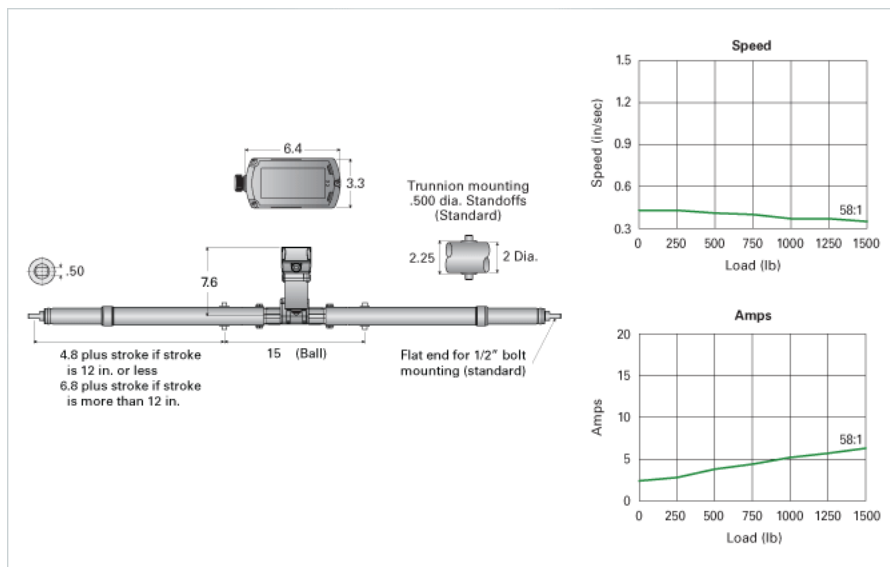 6.4
3.3
Trunnion mounting
.500 dia. Standoffs
(Standard)
2.25
2 Dia.
.50
7.6
15 (Ball)
4.8 plus stroke if stroke
is 12 in. or less
6.8 plus stroke if stroke
is more than 12 in.
Flat end for 1/2" bolt
mounting (standard)
Speed
Speed (in/sec)
1.5
1.2
0.9
0.6
0.3
58:1
0 250 500 750 1000 1250 1500
Load (lb)
Amps
Amps
20
15
10
5
0
58:1
0 250 500 750 1000 1250 1500
Load (lb)